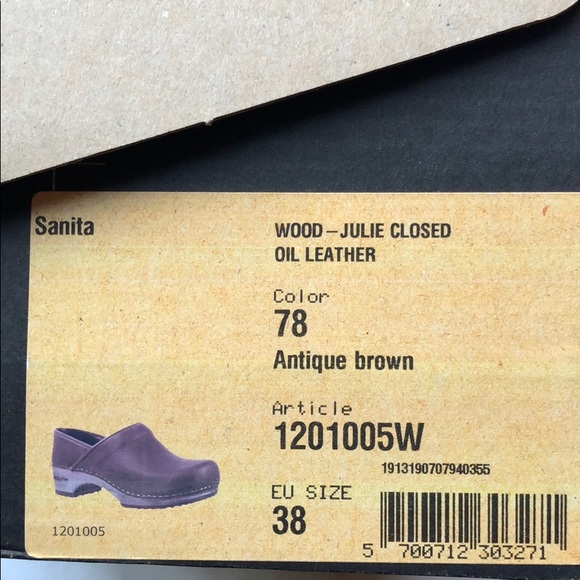 Sanita
WOOD–JULIE CLOSED
OIL LEATHER
Color
78
Antique brown
Article
1201005W
1913190707940355
EU SIZE
38
1201005
5 700712 303271